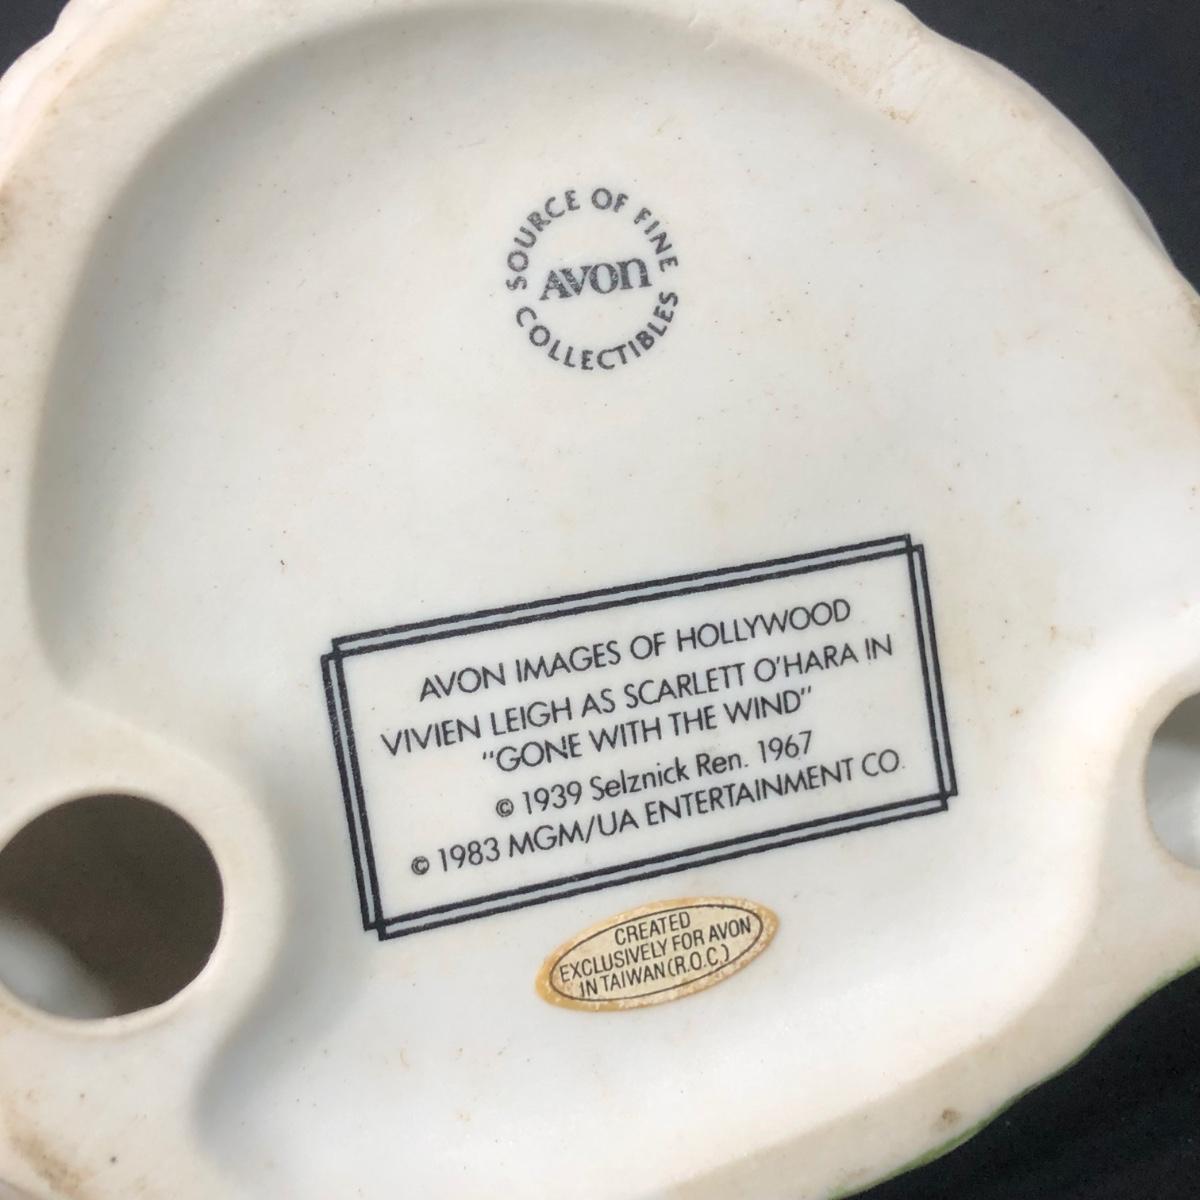 SOURCE OF FINE
AVON
COLLECTIBLES
AVON IMAGES OF HOLLYWOOD
VIVIEN LEIGH AS SCARLETT O'HARA IN
"GONE WITH THE WIND"
© 1939 Selznick Ren. 1967
© 1983 MGM/UA ENTERTAINMENT CO.
CREATED
EXCLUSIVELY FOR AVON
IN TAIWAN (R.O.C.)